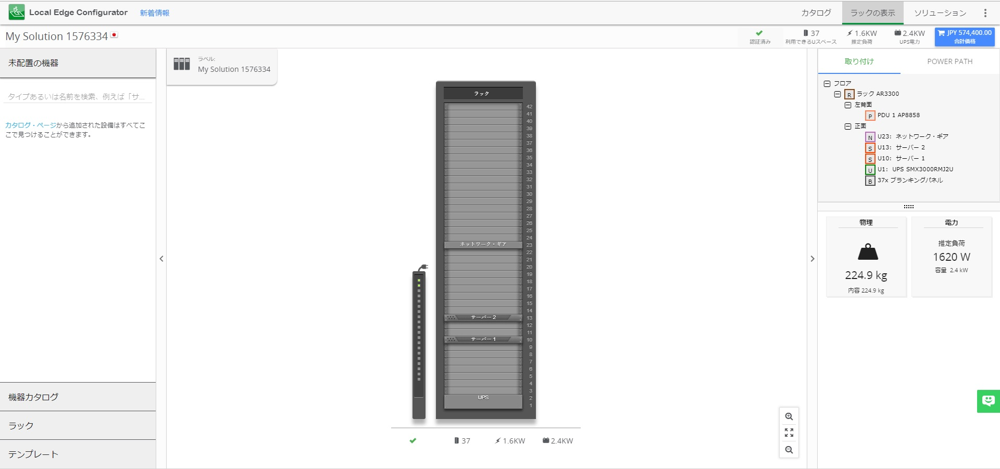 Local Edge Configurator
新着情報
カタログ
ラックの表示
ソリューション
My Solution 1576334
認証済み
37
利用できるUスペース
1.6KW
推定負荷
2.4KW
UPS電力
JPY 574,400.00
合計価格
未配置の機器
タイプあるいは名前を検索、例えば「サ...
カタログ・ページから追加された設備はすべてこ
こで見つけることができます。
機器カタログ
ラック
テンプレート
ラベル:
My Solution 1576334
ラック
42
41
40
39
38
37
36
35
34
33
32
31
30
29
28
27
26
25
24
ネットワーク・ギア 23
22
21
20
19
18
17
16
15
14
サーバー 2 13
12
11
サーバー 1 10
9
8
7
6
5
4
3
UPS 2
1
37
1.6KW
2.4KW
取り付け
POWER PATH
フロア
R ラック AR3300
左背面
P PDU 1 AP8858
正面
N U23: ネットワーク・ギア
S U13: サーバー 2
S U10: サーバー 1
U U1: UPS SMX3000RMJ2U
B 37x ブランキングパネル
物理
224.9 kg
内容 224.9 kg
電力
推定負荷
1620 W
容量 2.4 kW